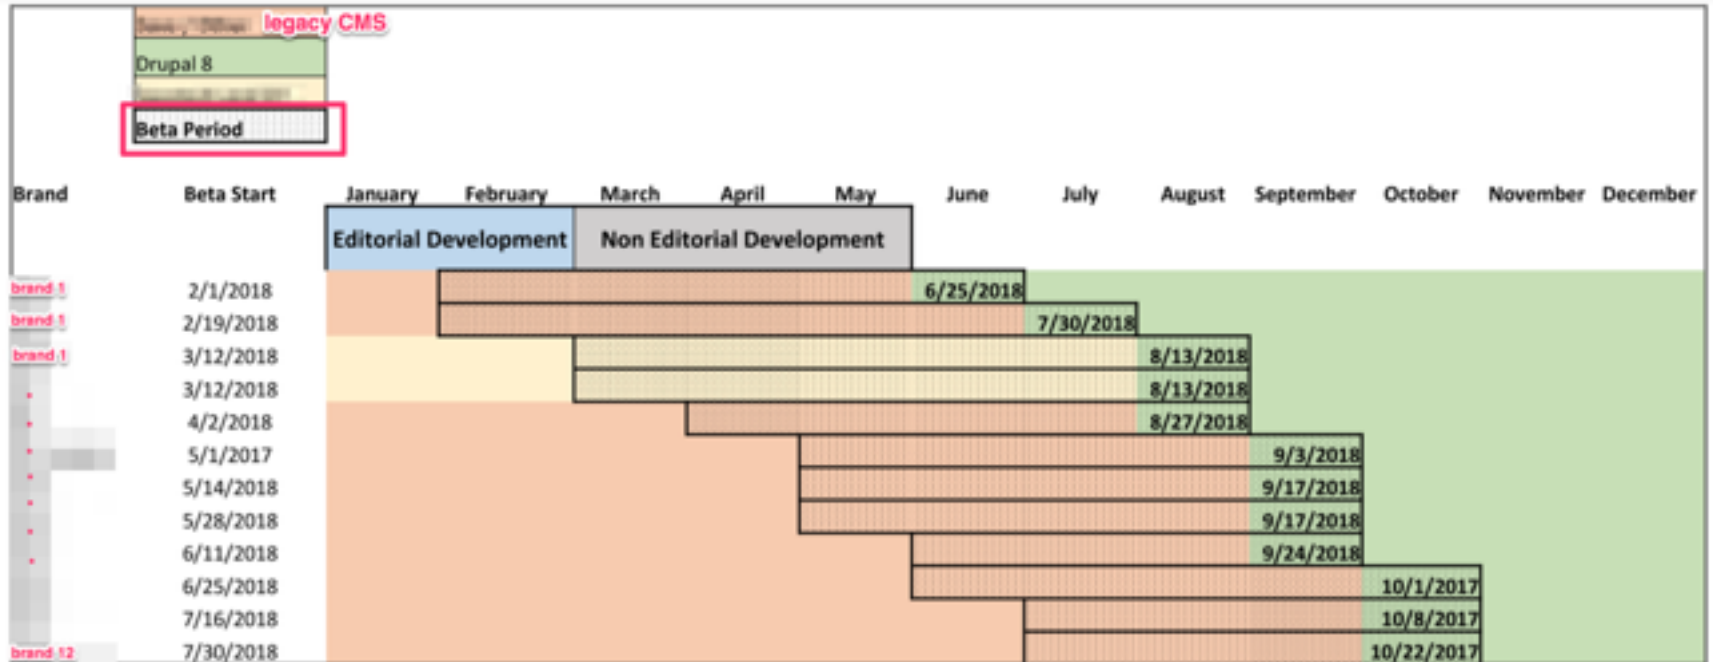 legacy CMS
Drupal 8
Beta Period
Brand Beta Start January February March April May June July August September October November December
Editorial Development Non Editorial Development
brand 1 2/1/2018 6/25/2018
brand 1 2/19/2018 7/30/2018
brand 1 3/12/2018 8/13/2018
3/12/2018 8/13/2018
4/2/2018 8/27/2018
5/1/2017 9/3/2018
5/14/2018 9/17/2018
5/28/2018 9/17/2018
6/11/2018 9/24/2018
6/25/2018 10/1/2017
7/16/2018 10/8/2017
brand 12 7/30/2018 10/22/2017